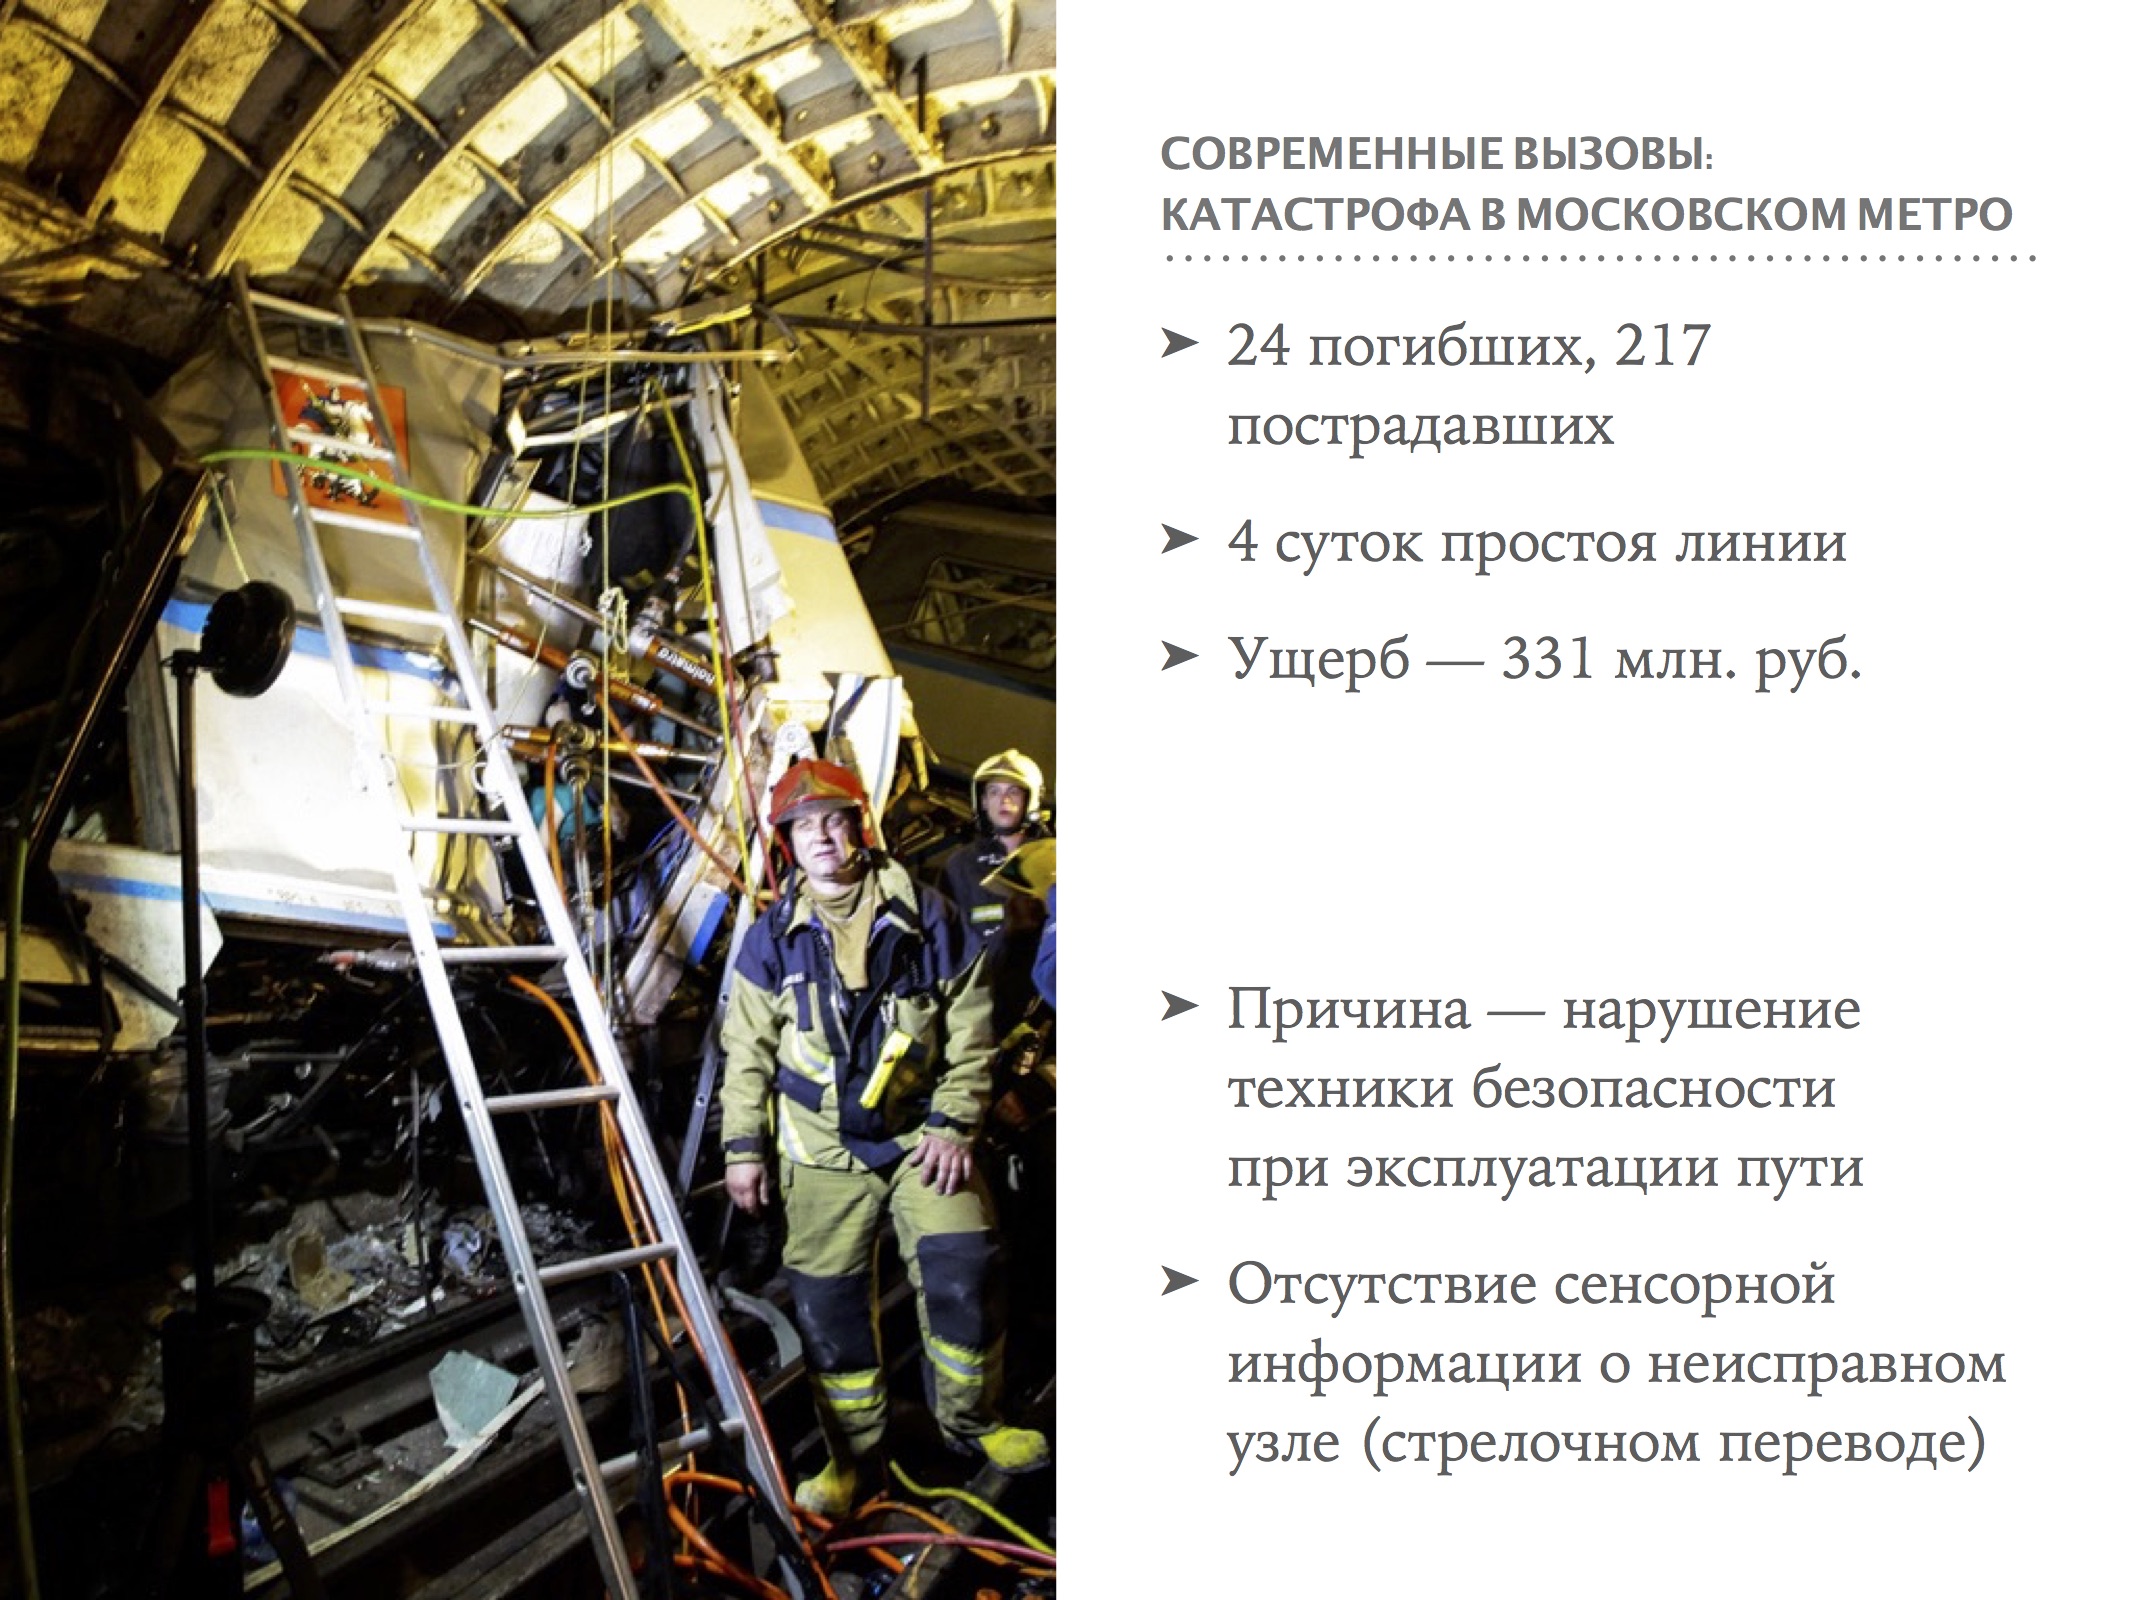 СОВРЕМЕННЫЕ ВЫЗОВЫ:
КАТАСТРОФА В МОСКОВСКОМ МЕТРО
➤ 24 погибших, 217
пострадавших
➤ 4 суток простоя линии
➤ Ущерб — 331 млн. руб.
➤ Причина — нарушение
техники безопасности
при эксплуатации пути
➤ Отсутствие сенсорной
информации о неисправном
узле (стрелочном переводе)
holmatro